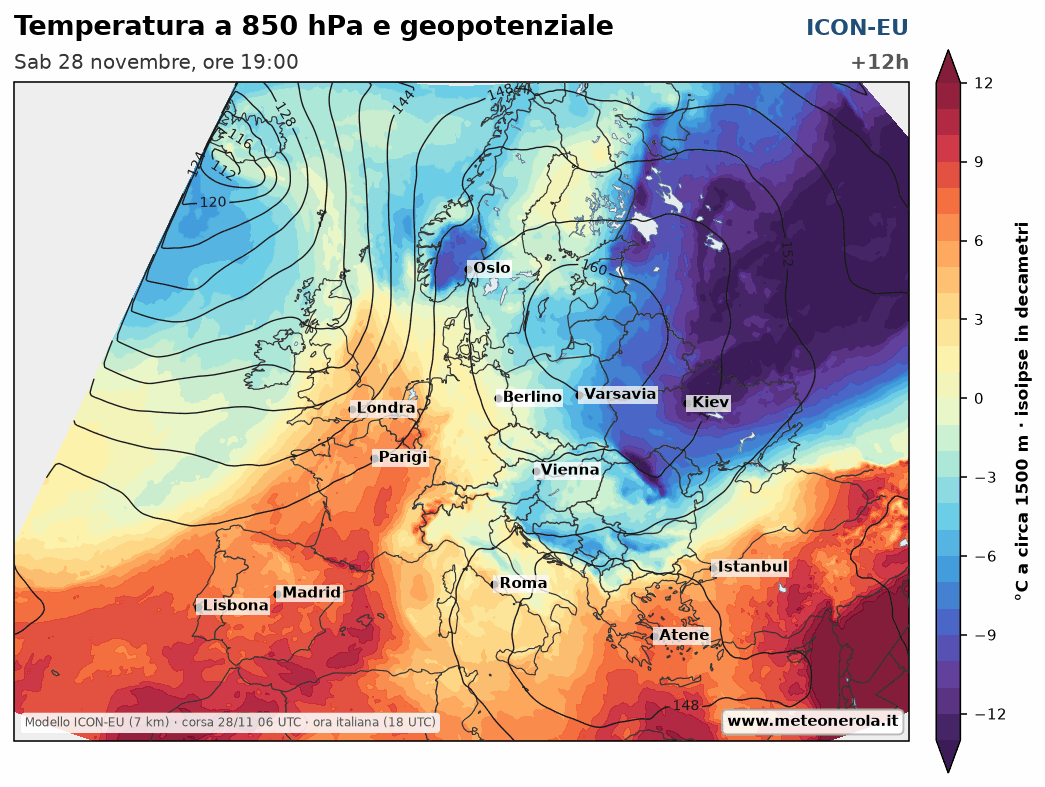 Temperatura a 850 hPa e geopotenziale
ICON-EU
Sab 28 novembre, ore 19:00
+12h
148
144
128
116
124
112
120
152
160
Oslo
Berlino
Varsavia
Kiev
Londra
Parigi
Vienna
Istanbul
Roma
Madrid
Lisbona
Atene
148
Modello ICON-EU (7 km) · corsa 28/11 06 UTC · ora italiana (18 UTC)
www.meteonerola.it
12
9
6
3
0
−3
−6
−9
−12
°C a circa 1500 m · isoipse in decametri